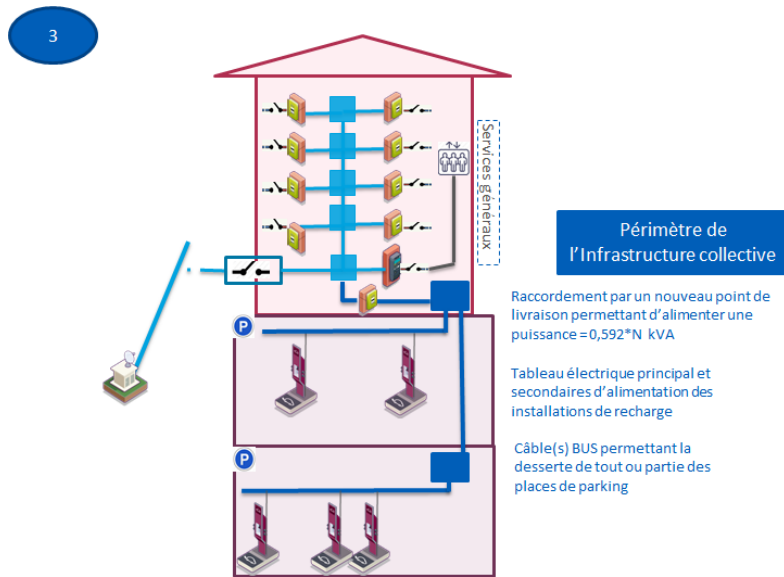 3
Services généraux
Périmètre de
l’Infrastructure collective
Raccordement par un nouveau point de
livraison permettant d’alimenter une
puissance = 0,592*N kVA
P
Tableau électrique principal et
secondaires d’alimentation des
installations de recharge
Câble(s) BUS permettant la
desserte de tout ou partie des
places de parking
P